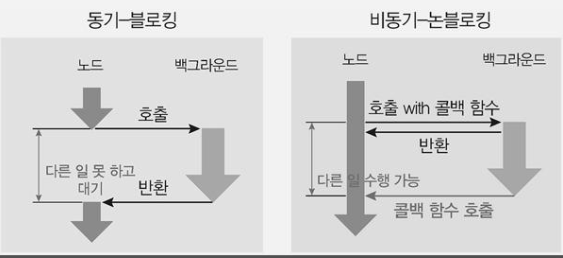 동기-블로킹
노드
백그라운드
호출
다른 일 못 하고
대기
반환
비동기-논블로킹
노드
백그라운드
호출 with 콜백 함수
반환
다른 일 수행 가능
콜백 함수 호출